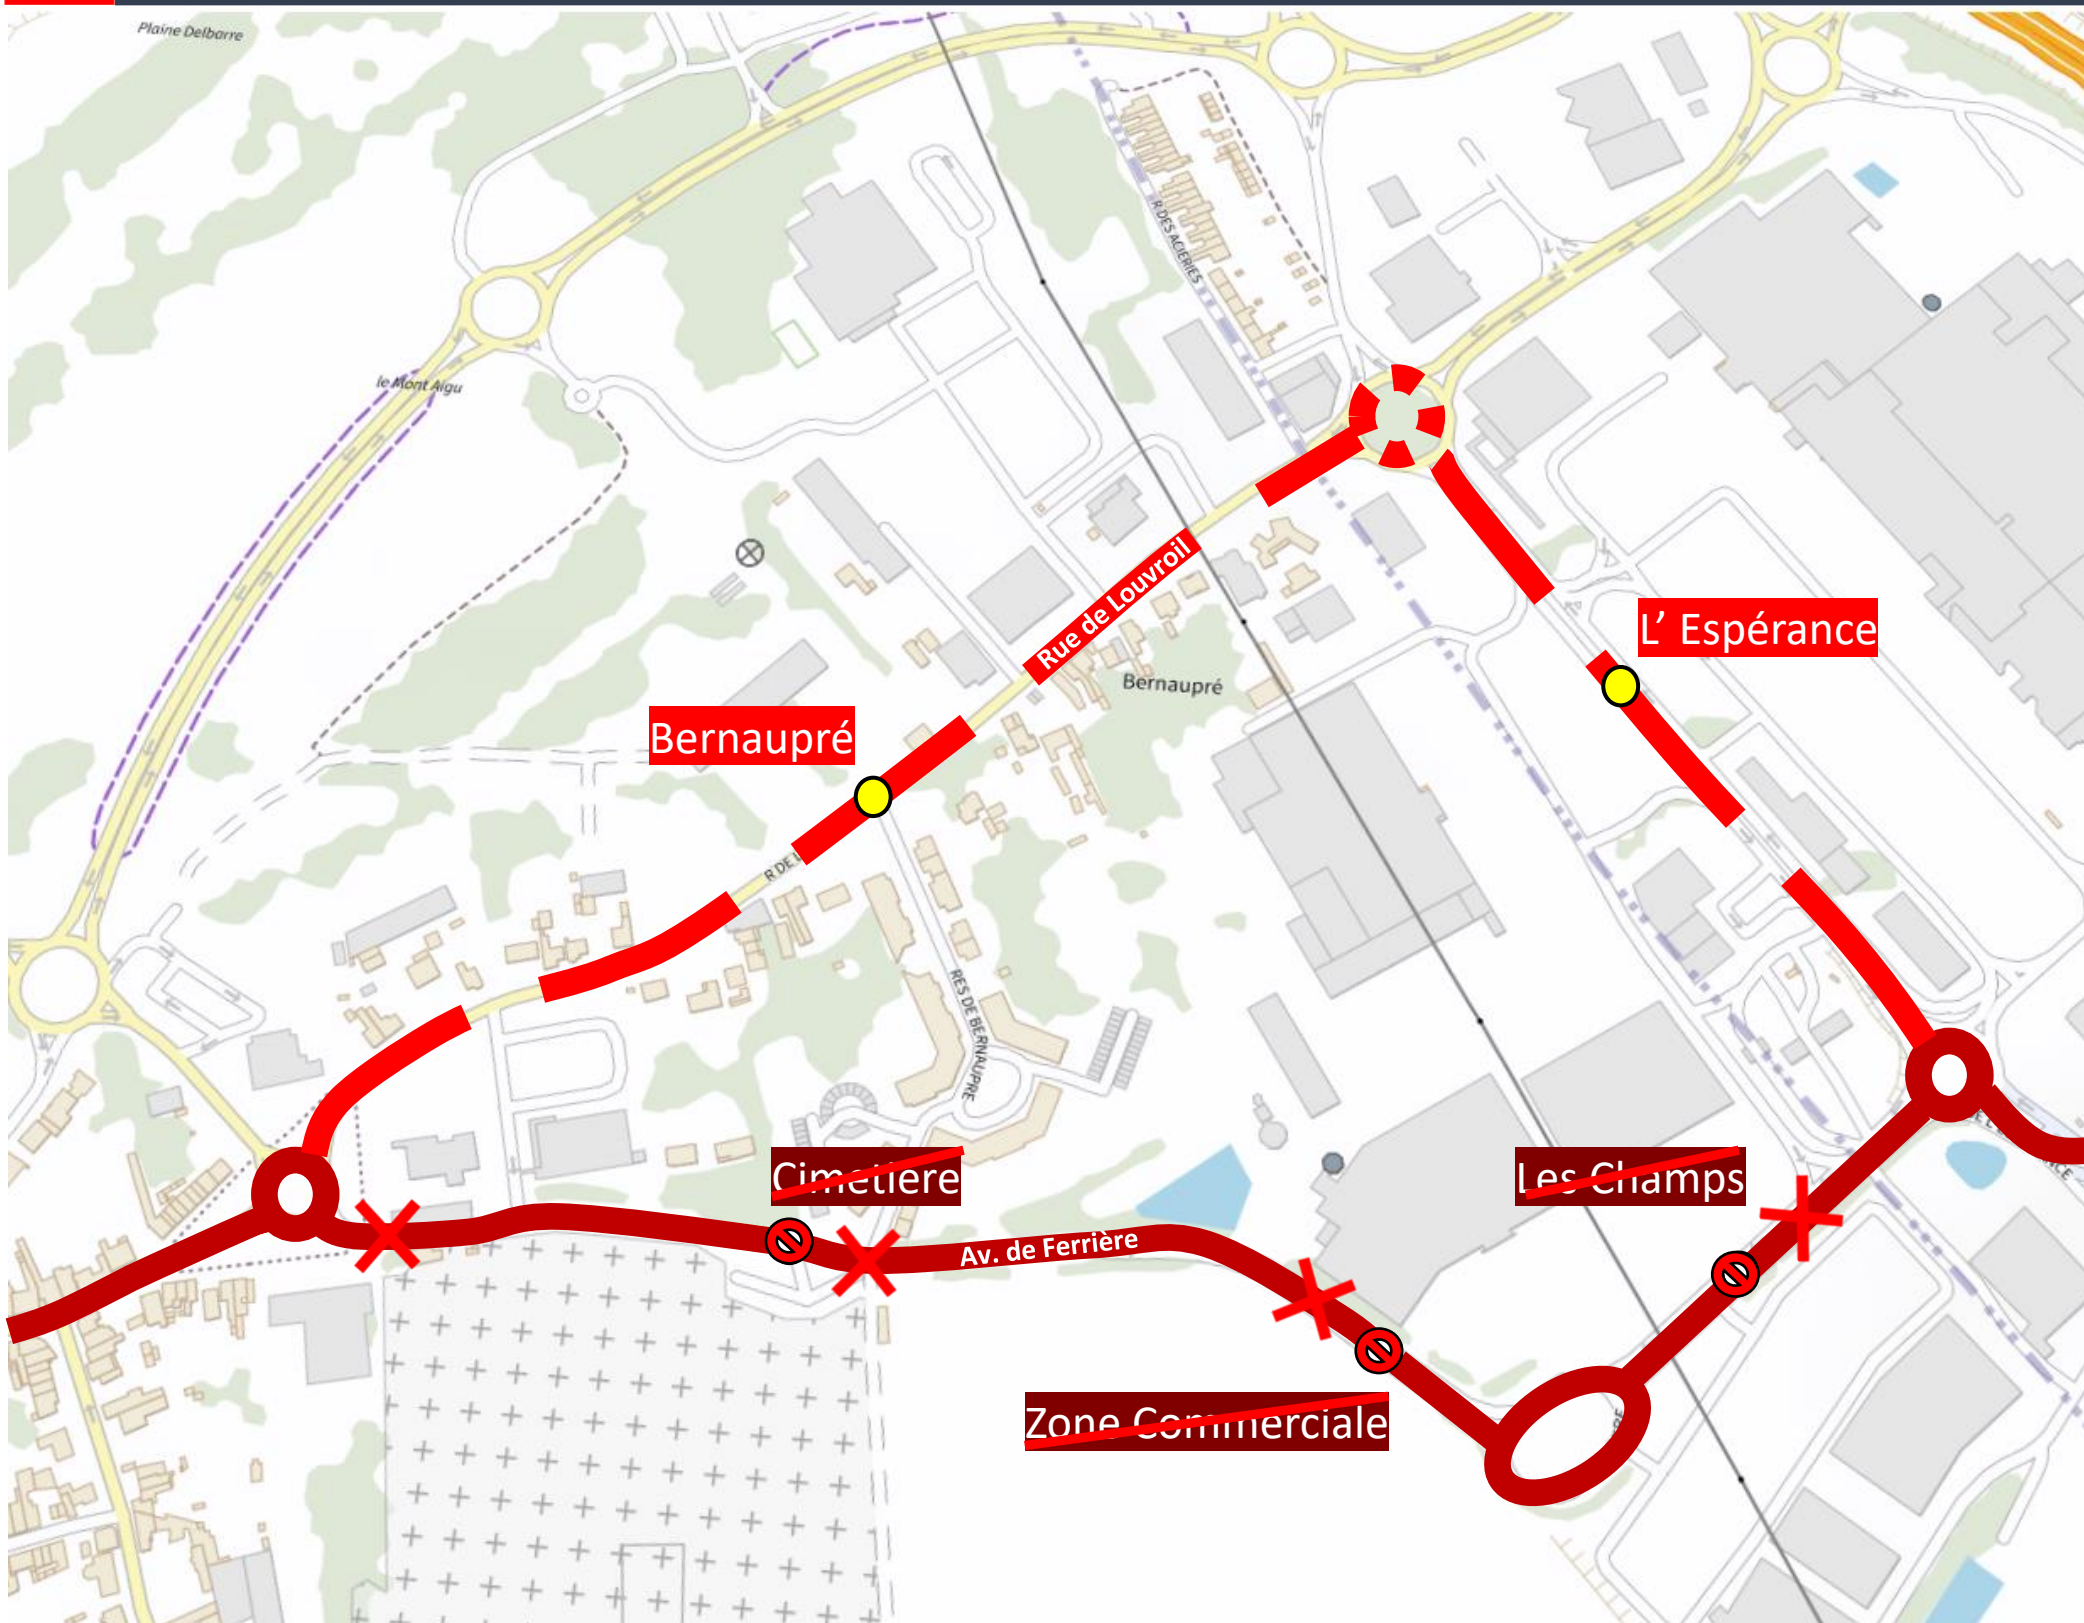 Plaine Delbarre
le Mont Aigu
R DES ACIERIES
Rue de Louvroil
L’ Espérance
Bernaupré
Bernaupré
R DE L
RES DE BERNAUPRE
Cimetière
Les Champs
Av. de Ferrière
Zone Commerciale